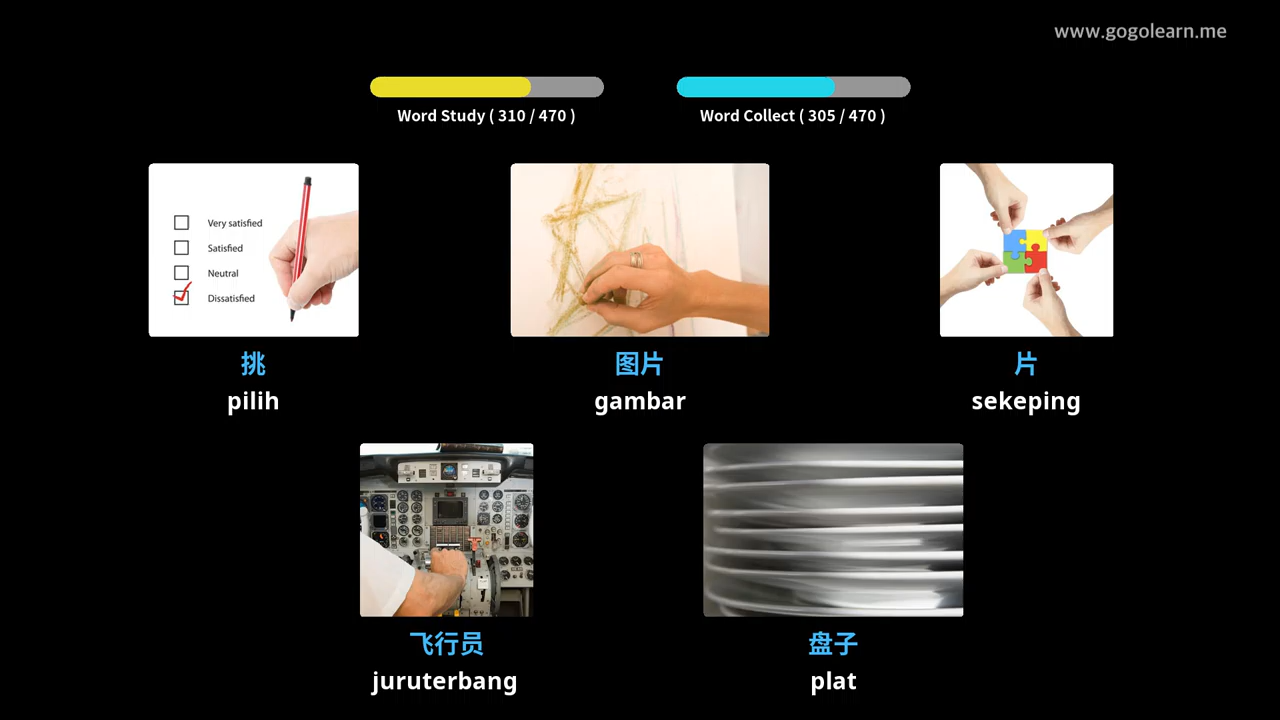 www.gogolearn.me
Word Study ( 310 / 470 )
Word Collect ( 305 / 470 )
Very satisfied
Satisfied
Neutral
Dissatisfied
挑
pilih
图片
gambar
片
sekeping
飞行员
juruterbang
盘子
plat